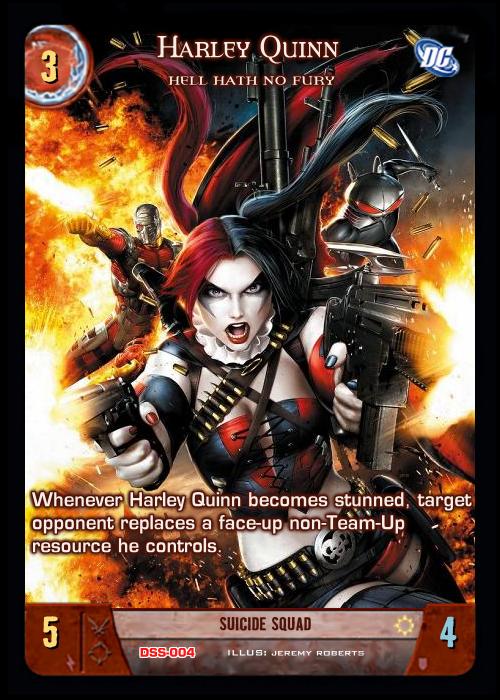 3
HARLEY QUINN
DC
HELL HATH NO FURY
Whenever Harley Quinn becomes stunned, target
opponent replaces a face-up non-Team-Up
resource he controls.
5
SUICIDE SQUAD
4
DSS-004
ILLUS: JEREMY ROBERTS